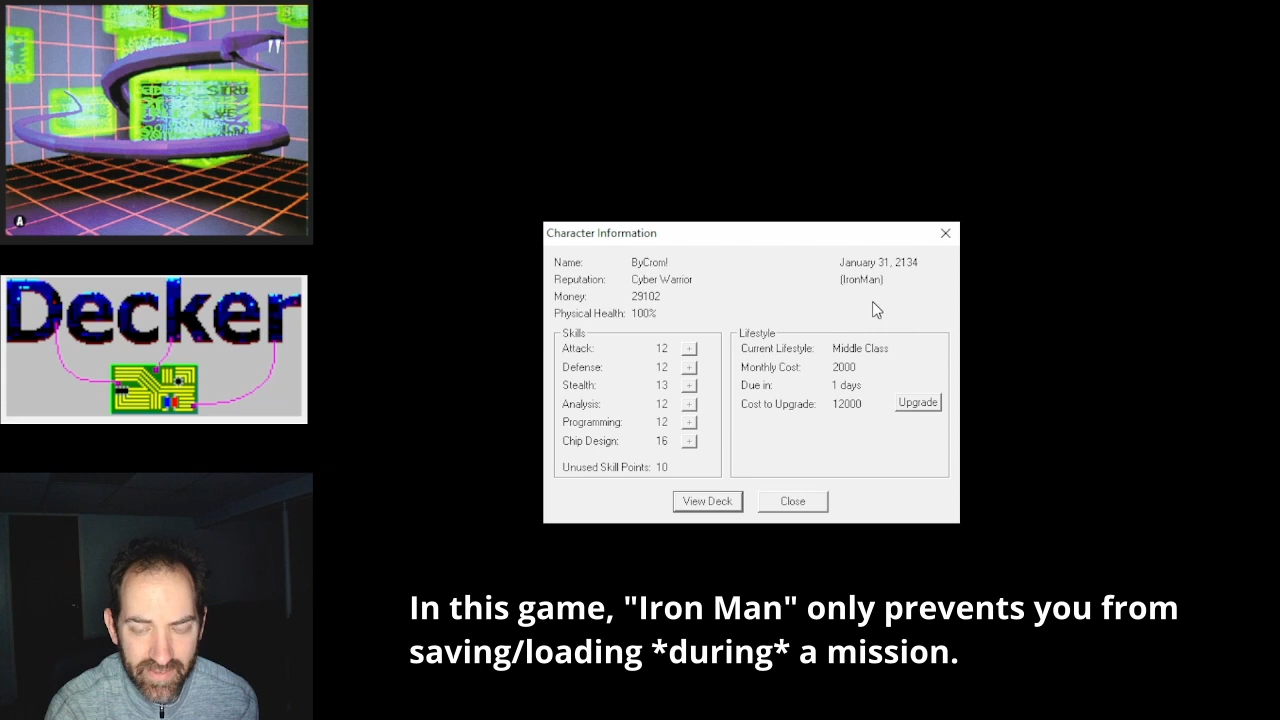 A
Decker
Character Information
Name: ByCrom!
January 31, 2134
Reputation: Cyber Warrior
(IronMan)
Money: 29102
Physical Health: 100%
Skills
Attack: 12 +
Defense: 12 +
Stealth: 13 +
Analysis: 12 +
Programming: 12 +
Chip Design: 16 +
Unused Skill Points: 10
Lifestyle
Current Lifestyle: Middle Class
Monthly Cost: 2000
Due in: 1 days
Cost to Upgrade: 12000 Upgrade
View Deck Close
In this game, "Iron Man" only prevents you from
saving/loading *during* a mission.